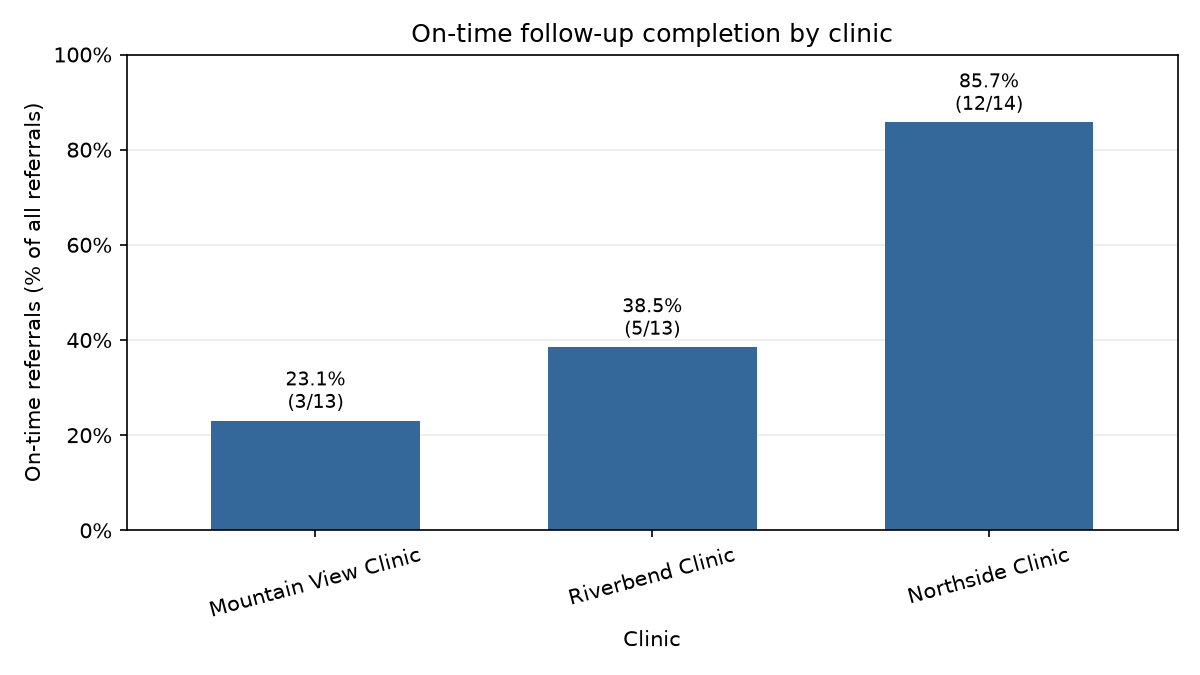 On-time follow-up completion by clinic
On-time referrals (% of all referrals)
100%
80%
60%
40%
20%
0%
23.1%
(3/13)
38.5%
(5/13)
85.7%
(12/14)
Mountain View Clinic
Riverbend Clinic
Northside Clinic
Clinic